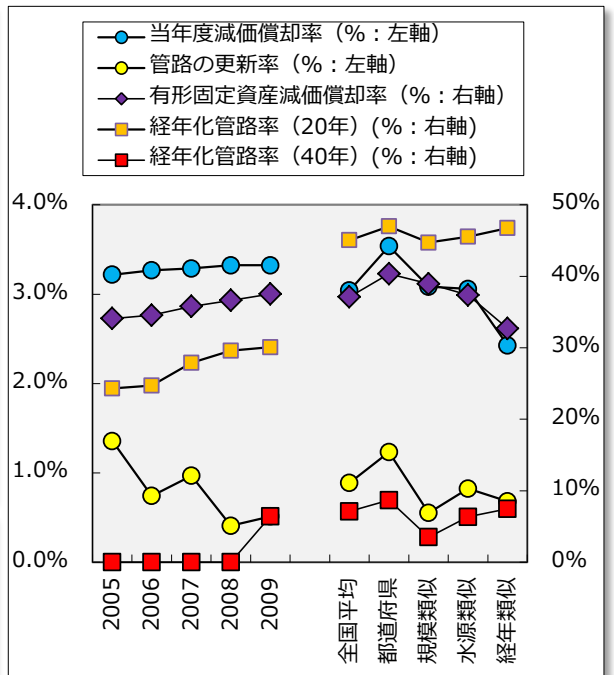 当年度減価償却率（%：左軸）
管路の更新率（%：左軸）
有形固定資産減価償却率（%：右軸）
経年化管路率（20年）(%：右軸）
経年化管路率（40年）(%：右軸）
4.0%
3.0%
2.0%
1.0%
0.0%
50%
40%
30%
20%
10%
0%
2005
2006
2007
2008
2009
全国平均
都道府県
規模類似
水源類似
経年類似